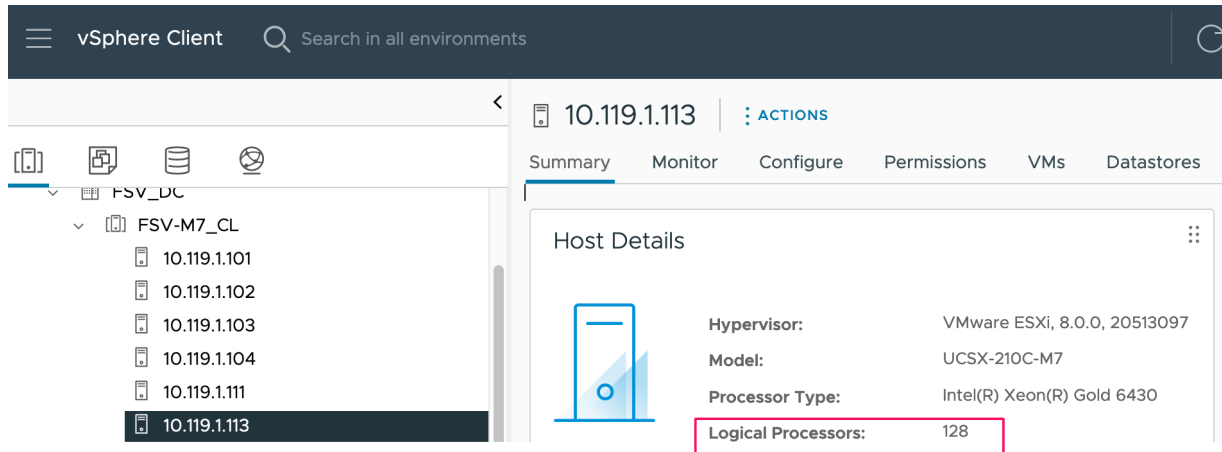 vSphere Client Search in all environments
10.119.1.113 ACTIONS
Summary Monitor Configure Permissions VMs Datastores
FSV_DC
FSV-M7_CL
10.119.1.101
10.119.1.102
10.119.1.103
10.119.1.104
10.119.1.111
10.119.1.113
Host Details
Hypervisor: VMware ESXi, 8.0.0, 20513097
Model: UCSX-210C-M7
Processor Type: Intel(R) Xeon(R) Gold 6430
Logical Processors: 128